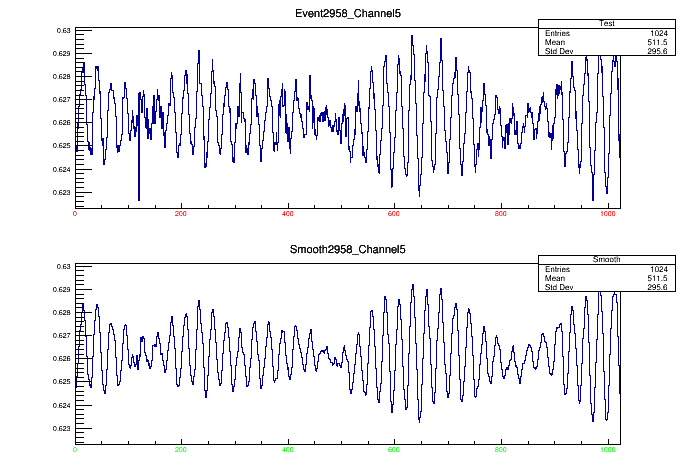 Event2958_Channel5
Test
Entries 1024
Mean 511.5
Std Dev 295.6
0.63
0.629
0.628
0.627
0.626
0.625
0.624
0.623
0 200 400 600 800 1000
Smooth2958_Channel5
Smooth
Entries 1024
Mean 511.5
Std Dev 295.6
0.63
0.629
0.628
0.627
0.626
0.625
0.624
0.623
0 200 400 600 800 1000